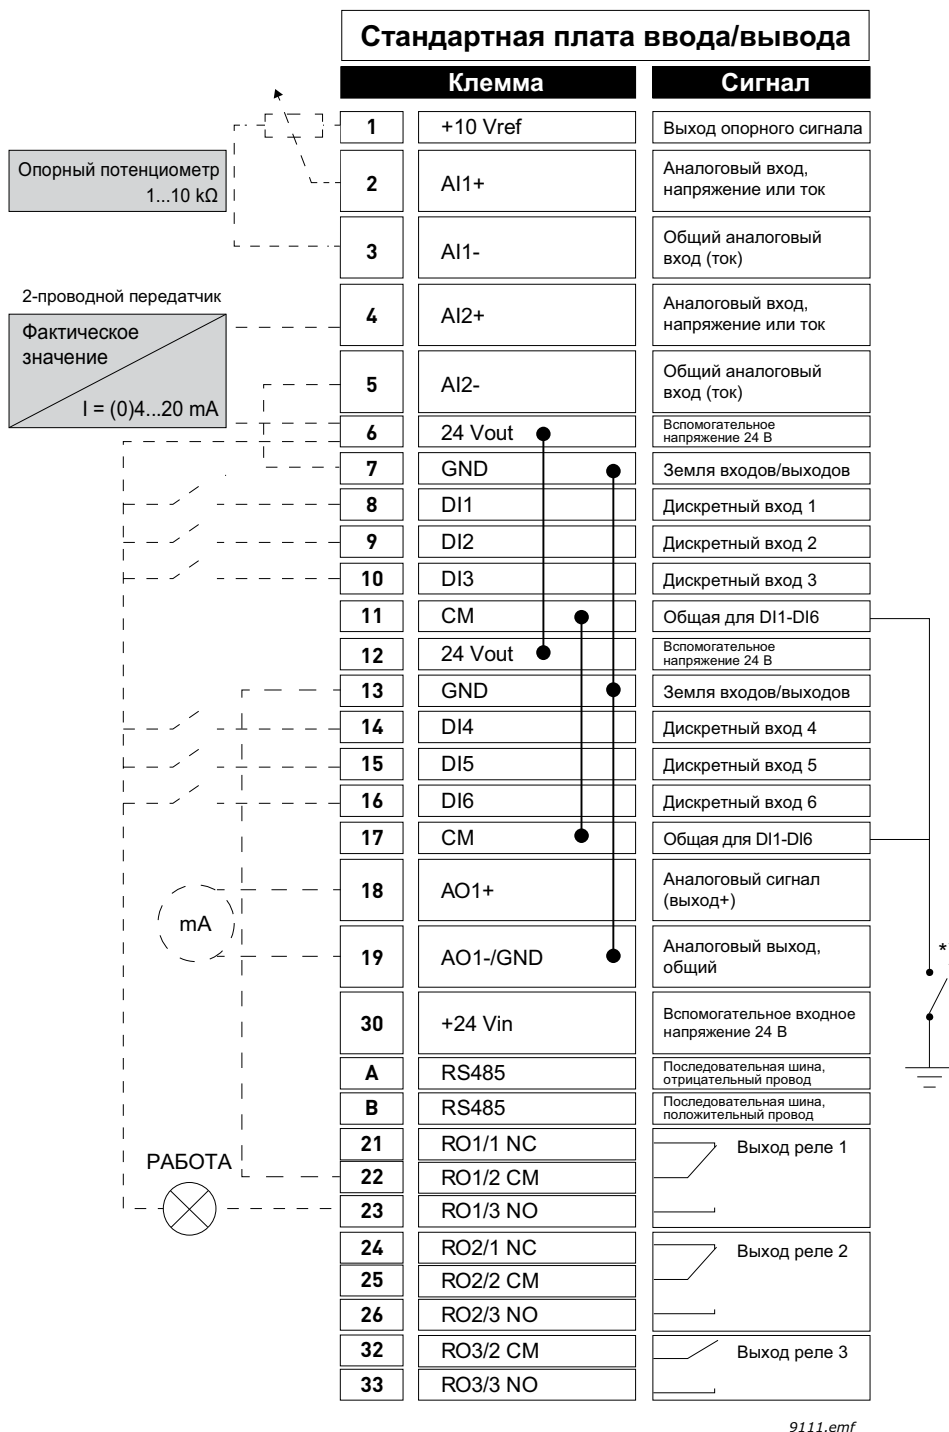 Стандартная плата ввода/вывода
Клемма Сигнал
1 +10 Vref Выход опорного сигнала
Опорный потенциометр
1...10 kΩ
2 AI1+ Аналоговый вход,
напряжение или ток
3 AI1- Общий аналоговый
вход (ток)
2-проводной передатчик
Фактическое
значение
I = (0)4...20 mA
4 AI2+ Аналоговый вход,
напряжение или ток
5 AI2- Общий аналоговый
вход (ток)
6 24 Vout Вспомогательное
напряжение 24 В
7 GND Земля входов/выходов
8 DI1 Дискретный вход 1
9 DI2 Дискретный вход 2
10 DI3 Дискретный вход 3
11 CM Общая для DI1-DI6
12 24 Vout Вспомогательное
напряжение 24 В
13 GND Земля входов/выходов
14 DI4 Дискретный вход 4
15 DI5 Дискретный вход 5
16 DI6 Дискретный вход 6
17 CM Общая для DI1-DI6
mA
18 AO1+ Аналоговый сигнал
(выход+)
19 AO1-/GND Аналоговый выход,
общий
*
30 +24 Vin Вспомогательное входное
напряжение 24 В
A RS485 Последовательная шина,
отрицательный провод
B RS485 Последовательная шина,
положительный провод
21 RO1/1 NC Выход реле 1
РАБОТА
22 RO1/2 CM
23 RO1/3 NO
24 RO2/1 NC Выход реле 2
25 RO2/2 CM
26 RO2/3 NO
32 RO3/2 CM Выход реле 3
33 RO3/3 NO
9111.emf